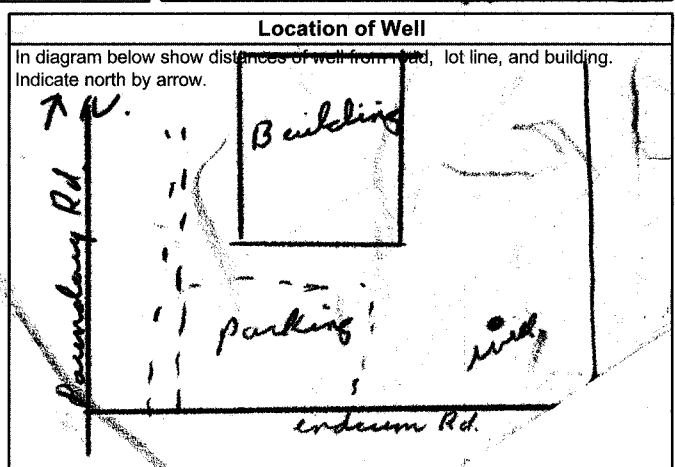 Location of Well
In diagram below show distances of well from road, lot line, and building.
Indicate north by arrow.
N.
Building
Boundary Rd
Parking
well
Rd.